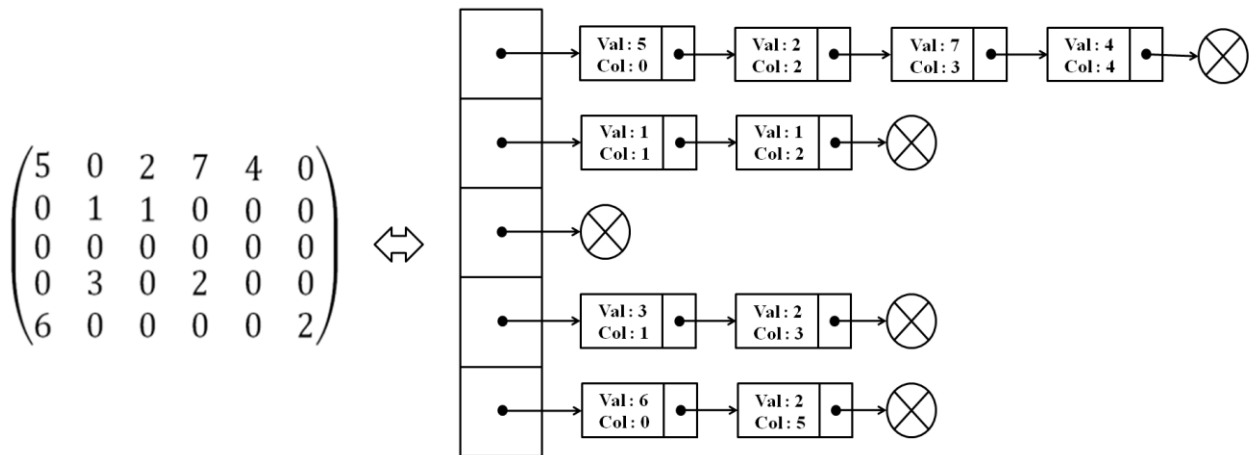 5 0 2 7 4 0
0 1 1 0 0 0
0 0 0 0 0 0
0 3 0 2 0 0
6 0 0 0 0 2
Val : 5
Col : 0
Val : 2
Col : 2
Val : 7
Col : 3
Val : 4
Col : 4
Val : 1
Col : 1
Val : 1
Col : 2
Val : 3
Col : 1
Val : 2
Col : 3
Val : 6
Col : 0
Val : 2
Col : 5